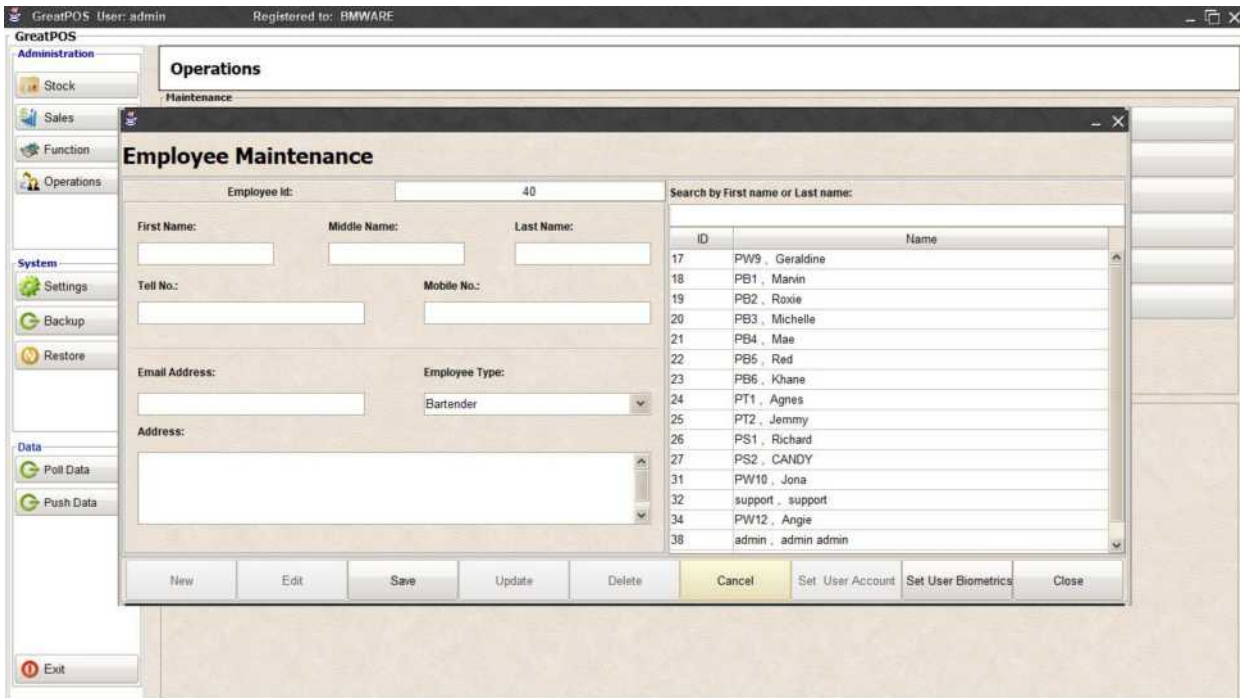 GreatPOS User: admin Registered to: BMWARE
GreatPOS
Administration
Stock
Sales
Function
Operations
System
Settings
Backup
Restore
Data
Poll Data
Push Data
Exit
Operations
Maintenance
Employee Maintenance
Employee Id: 40
First Name: Middle Name: Last Name:
Tell No.: Mobile No.:
Email Address: Employee Type:
Bartender
Address:
Search by First name or Last name:
ID Name
17 PW9 , Geraldine
18 PB1 , Marvin
19 PB2 , Roxie
20 PB3 , Michelle
21 PB4 , Mae
22 PB5 , Red
23 PB6 , Khane
24 PT1 , Agnes
25 PT2 , Jemmy
26 PS1 , Richard
27 PS2 , CANDY
31 PW10 , Jona
32 support , support
34 PW12 , Angie
38 admin , admin admin
New Edit Save Update Delete Cancel Set User Account Set User Biometrics Close